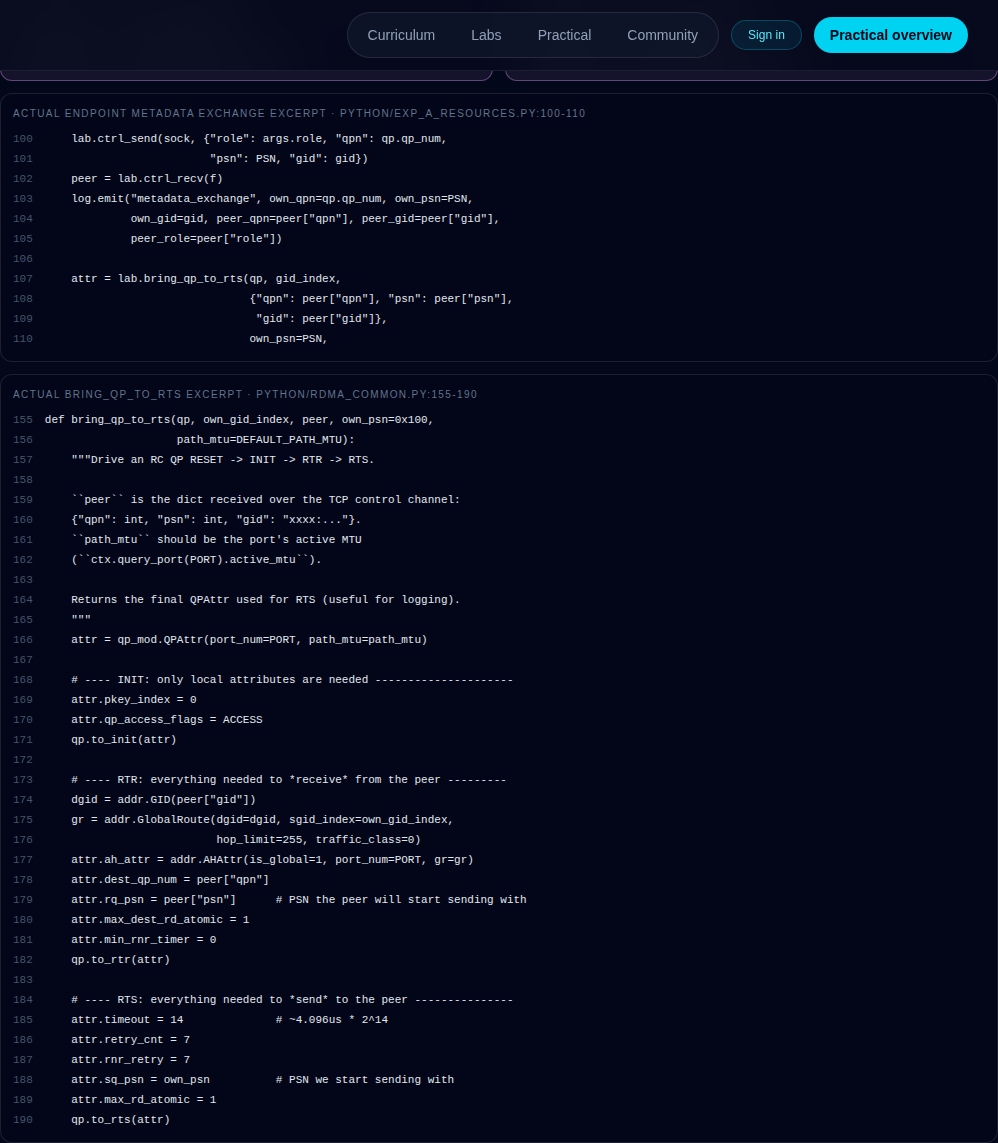 Curriculum Labs Practical Community Sign in Practical overview
ACTUAL ENDPOINT METADATA EXCHANGE EXCERPT · PYTHON/EXP_A_RESOURCES.PY:100-110
100     lab.ctrl_send(sock, {"role": args.role, "qpn": qp.qp_num,
101                          "psn": PSN, "gid": gid})
102     peer = lab.ctrl_recv(f)
103     log.emit("metadata_exchange", own_qpn=qp.qp_num, own_psn=PSN,
104              own_gid=gid, peer_qpn=peer["qpn"], peer_gid=peer["gid"],
105              peer_role=peer["role"])
106
107     attr = lab.bring_qp_to_rts(qp, gid_index,
108                                {"qpn": peer["qpn"], "psn": peer["psn"],
109                                 "gid": peer["gid"]},
110                                own_psn=PSN,
ACTUAL BRING_QP_TO_RTS EXCERPT · PYTHON/RDMA_COMMON.PY:155-190
155 def bring_qp_to_rts(qp, own_gid_index, peer, own_psn=0x100,
156                     path_mtu=DEFAULT_PATH_MTU):
157     """Drive an RC QP RESET -> INIT -> RTR -> RTS.
158
159     ``peer`` is the dict received over the TCP control channel:
160     {"qpn": int, "psn": int, "gid": "xxxx:..."}.
161     ``path_mtu`` should be the port's active MTU
162     (``ctx.query_port(PORT).active_mtu``).
163
164     Returns the final QPAttr used for RTS (useful for logging).
165     """
166     attr = qp_mod.QPAttr(port_num=PORT, path_mtu=path_mtu)
167
168     # ---- INIT: only local attributes are needed ---------------------
169     attr.pkey_index = 0
170     attr.qp_access_flags = ACCESS
171     qp.to_init(attr)
172
173     # ---- RTR: everything needed to *receive* from the peer ---------
174     dgid = addr.GID(peer["gid"])
175     gr = addr.GlobalRoute(dgid=dgid, sgid_index=own_gid_index,
176                           hop_limit=255, traffic_class=0)
177     attr.ah_attr = addr.AHAttr(is_global=1, port_num=PORT, gr=gr)
178     attr.dest_qp_num = peer["qpn"]
179     attr.rq_psn = peer["psn"]      # PSN the peer will start sending with
180     attr.max_dest_rd_atomic = 1
181     attr.min_rnr_timer = 0
182     qp.to_rtr(attr)
183
184     # ---- RTS: everything needed to *send* to the peer ---------------
185     attr.timeout = 14              # ~4.096us * 2^14
186     attr.retry_cnt = 7
187     attr.rnr_retry = 7
188     attr.sq_psn = own_psn          # PSN we start sending with
189     attr.max_rd_atomic = 1
190     qp.to_rts(attr)